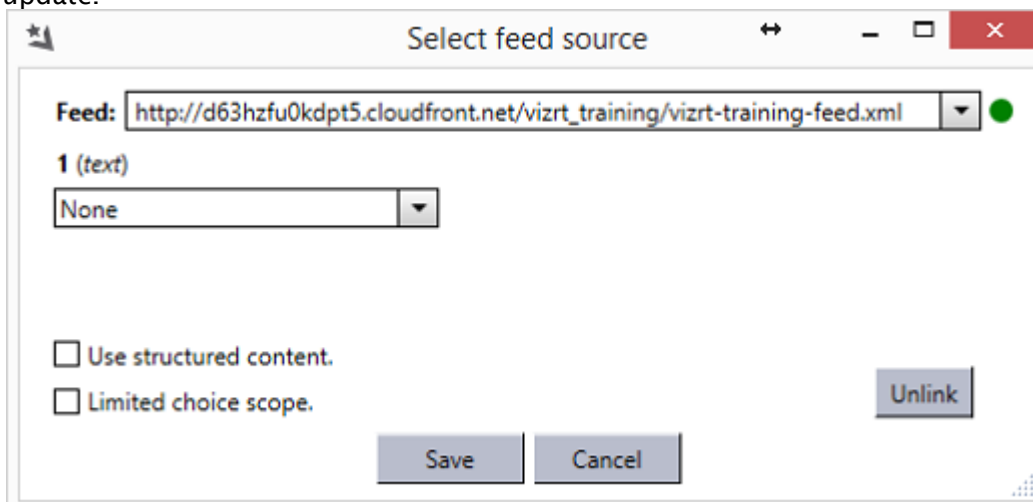 update.
Select feed source
Feed: http://d63hzfu0kdpt5.cloudfront.net/vizrt_training/vizrt-training-feed.xml
1 (text)
None
Use structured content.
Limited choice scope.
Unlink
Save Cancel